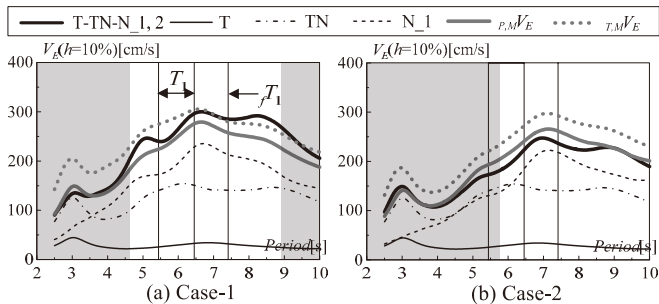 T-TN-N_1, 2 T TN N_1 P,MVE T,MVE
VE(h=10%)[cm/s] VE(h=10%)[cm/s]
400 400
T1
300 fT1 300
200 200
100 100
Period[s] Period[s]
0 0
2 3 4 5 6 7 8 9 10 2 3 4 5 6 7 8 9 10
(a) Case-1 (b) Case-2